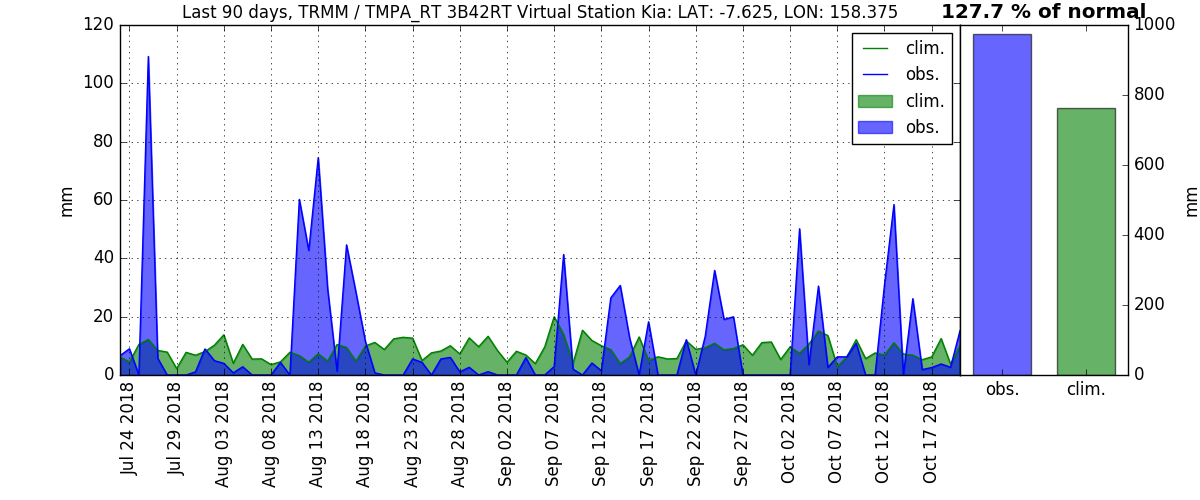 Last 90 days, TRMM / TMPA_RT 3B42RT Virtual Station Kia: LAT: -7.625, LON: 158.375
127.7 % of normal
120
100
80
60
40
20
0
mm
clim.
obs.
clim.
obs.
1000
800
600
400
200
0
mm
obs.
clim.
Jul 24 2018
Jul 29 2018
Aug 03 2018
Aug 08 2018
Aug 13 2018
Aug 18 2018
Aug 23 2018
Aug 28 2018
Sep 02 2018
Sep 07 2018
Sep 12 2018
Sep 17 2018
Sep 22 2018
Sep 27 2018
Oct 02 2018
Oct 07 2018
Oct 12 2018
Oct 17 2018